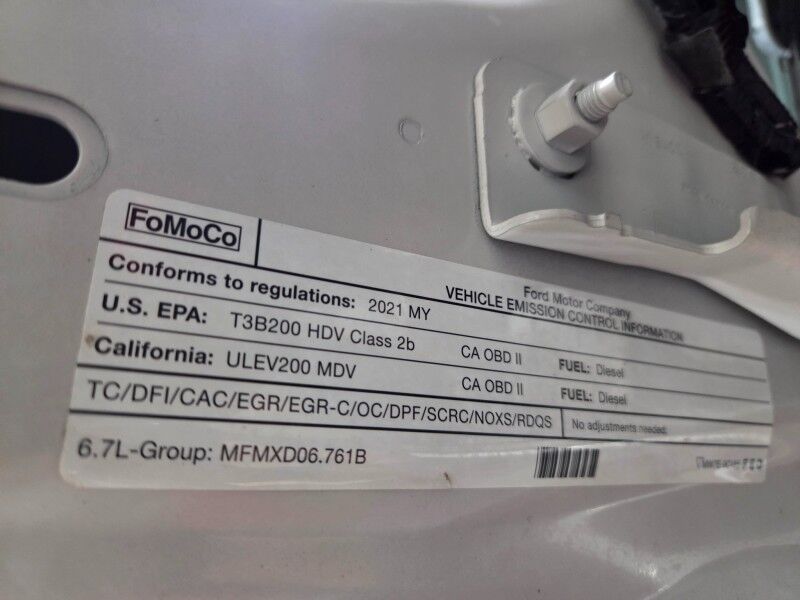 FoMoCo
Ford Motor Company
VEHICLE EMISSION CONTROL INFORMATION
Conforms to regulations: 2021 MY
U.S. EPA: T3B200 HDV Class 2b CA OBD II FUEL: Diesel
California: ULEV200 MDV CA OBD II FUEL: Diesel
TC/DFI/CAC/EGR/EGR-C/OC/DPF/SCRC/NOXS/RDQS No adjustments needed.
6.7L-Group: MFMXD06.761B